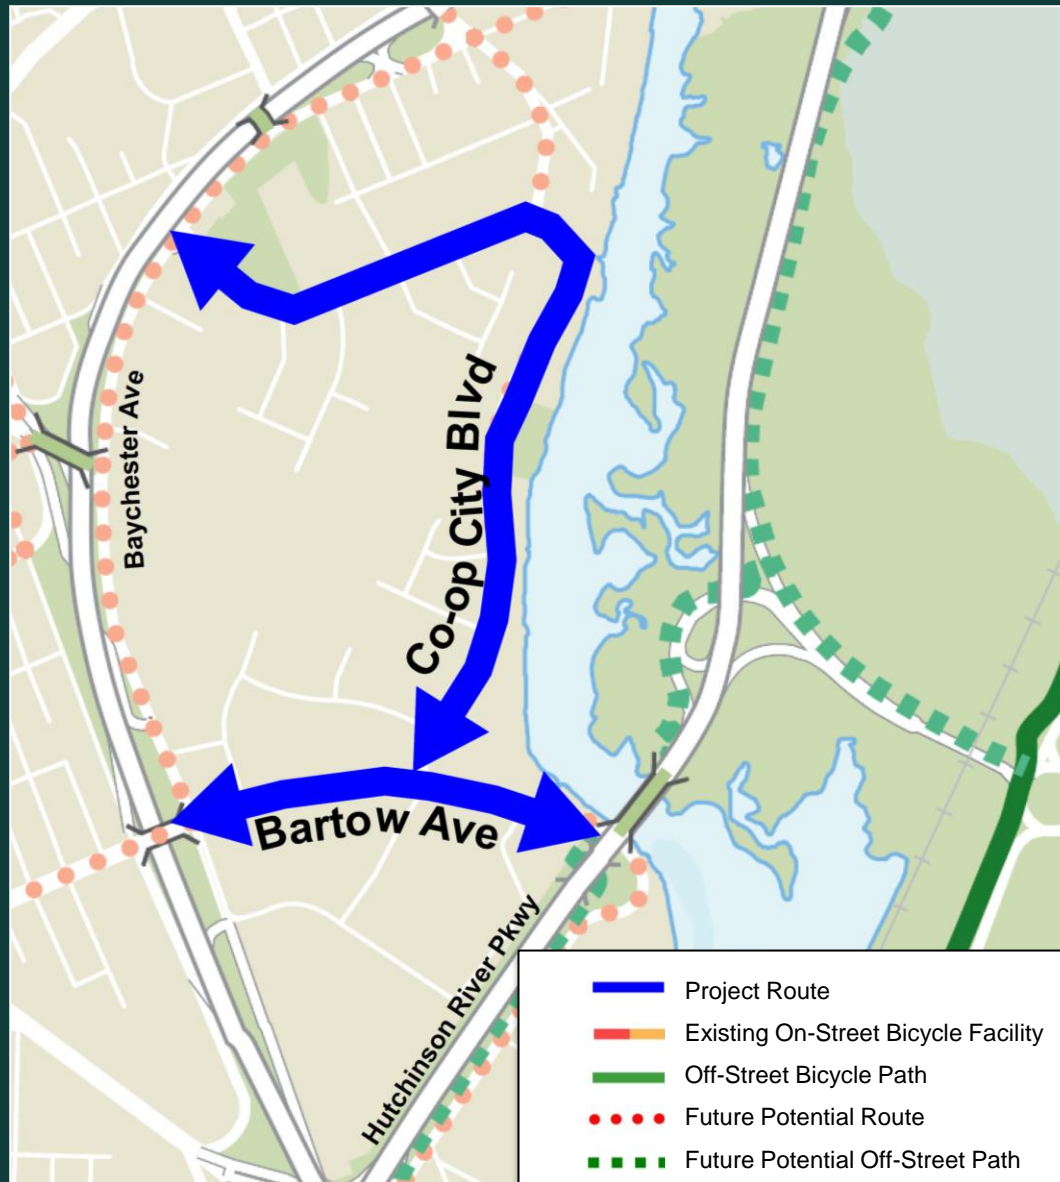 Baychester Ave
Co-op City Blvd
Bartow Ave
Hutchinson River Pkwy
Project Route
Existing On-Street Bicycle Facility
Off-Street Bicycle Path
Future Potential Route
Future Potential Off-Street Path